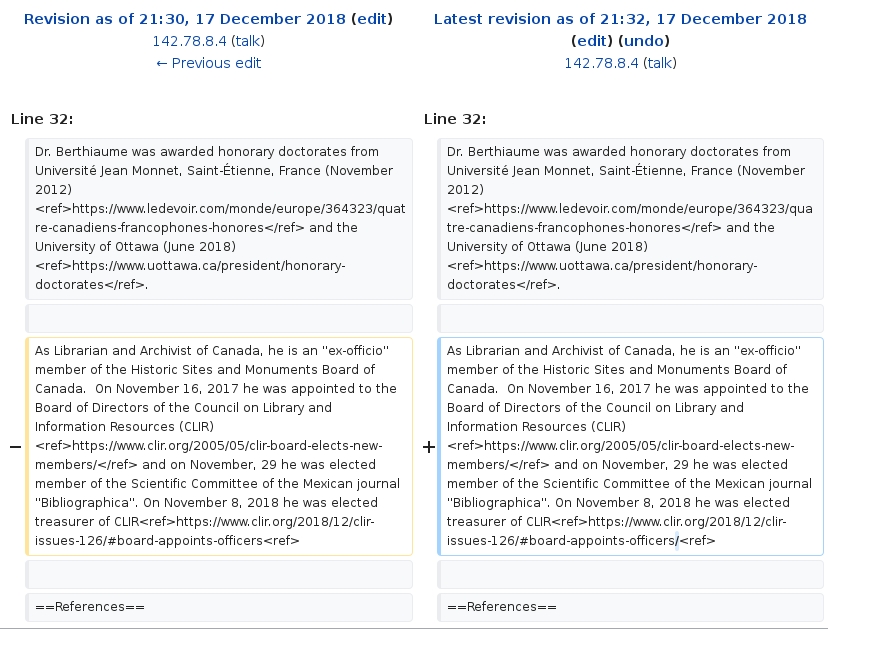 Revision as of 21:30, 17 December 2018 (edit)
142.78.8.4 (talk)
← Previous edit
Latest revision as of 21:32, 17 December 2018
(edit) (undo)
142.78.8.4 (talk)
Line 32:
Line 32:
Dr. Berthiaume was awarded honorary doctorates from
Université Jean Monnet, Saint-Étienne, France (November
2012)
<ref>https://www.ledevoir.com/monde/europe/364323/quat
re-canadiens-francophones-honores</ref> and the
University of Ottawa (June 2018)
<ref>https://www.uottawa.ca/president/honorary-
doctorates</ref>.
Dr. Berthiaume was awarded honorary doctorates from
Université Jean Monnet, Saint-Étienne, France (November
2012)
<ref>https://www.ledevoir.com/monde/europe/364323/qua
tre-canadiens-francophones-honores</ref> and the
University of Ottawa (June 2018)
<ref>https://www.uottawa.ca/president/honorary-
doctorates</ref>.
−
As Librarian and Archivist of Canada, he is an ''ex-officio''
member of the Historic Sites and Monuments Board of
Canada.  On November 16, 2017 he was appointed to the
Board of Directors of the Council on Library and
Information Resources (CLIR)
<ref>https://www.clir.org/2005/05/clir-board-elects-new-
members/</ref> and on November, 29 he was elected
member of the Scientific Committee of the Mexican journal
''Bibliographica''. On November 8, 2018 he was elected
treasurer of CLIR<ref>https://www.clir.org/2018/12/clir-
issues-126/#board-appoints-officers<ref>
+
As Librarian and Archivist of Canada, he is an ''ex-officio''
member of the Historic Sites and Monuments Board of
Canada.  On November 16, 2017 he was appointed to the
Board of Directors of the Council on Library and
Information Resources (CLIR)
<ref>https://www.clir.org/2005/05/clir-board-elects-new-
members/</ref> and on November, 29 he was elected
member of the Scientific Committee of the Mexican journal
''Bibliographica''. On November 8, 2018 he was elected
treasurer of CLIR<ref>https://www.clir.org/2018/12/clir-
issues-126/#board-appoints-officers/<ref>
==References==
==References==